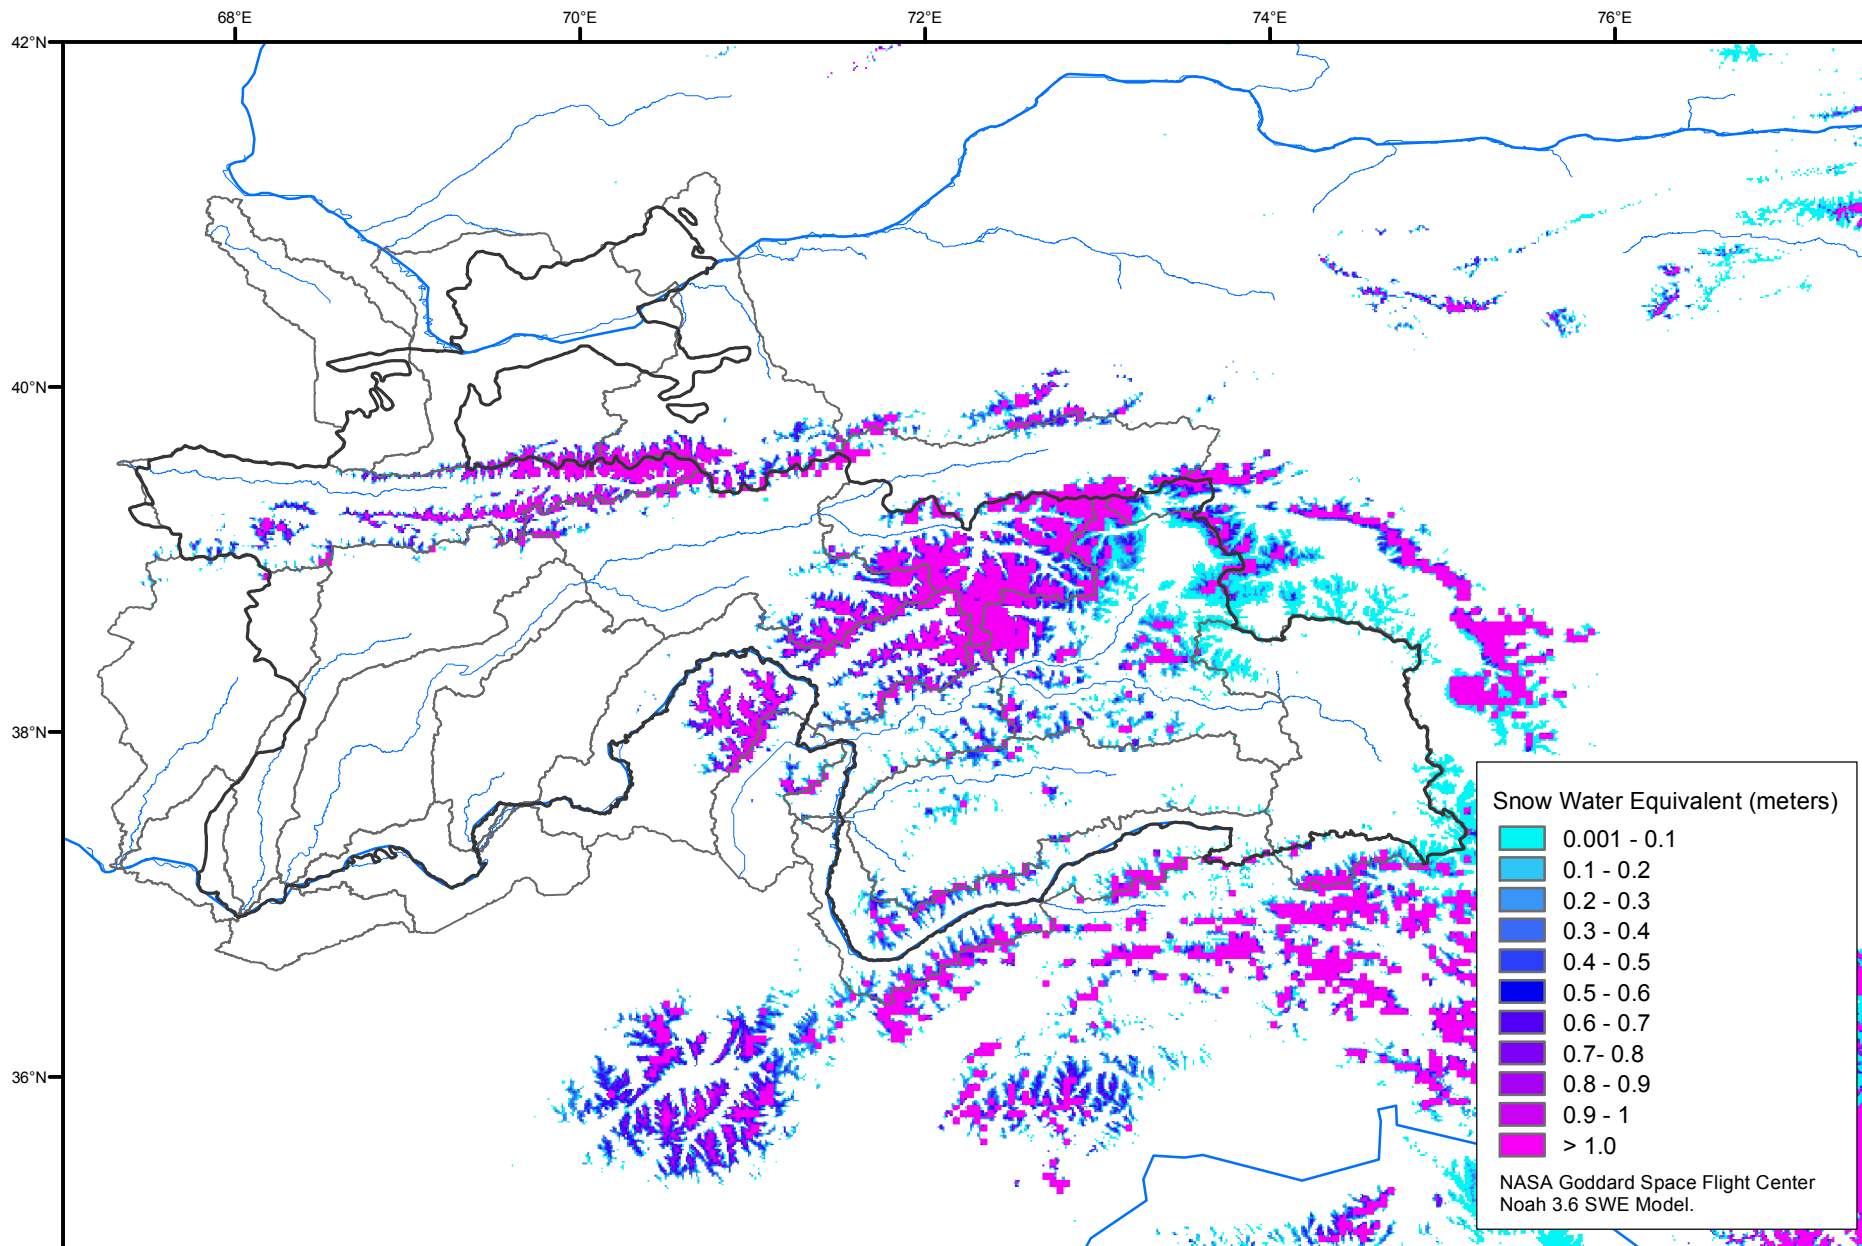 68°E
70°E
72°E
74°E
76°E
42°N
40°N
38°N
36°N
Snow Water Equivalent (meters)
0.001 - 0.1
0.1 - 0.2
0.2 - 0.3
0.3 - 0.4
0.4 - 0.5
0.5 - 0.6
0.6 - 0.7
0.7- 0.8
0.8 - 0.9
0.9 - 1
> 1.0
NASA Goddard Space Flight Center
Noah 3.6 SWE Model.